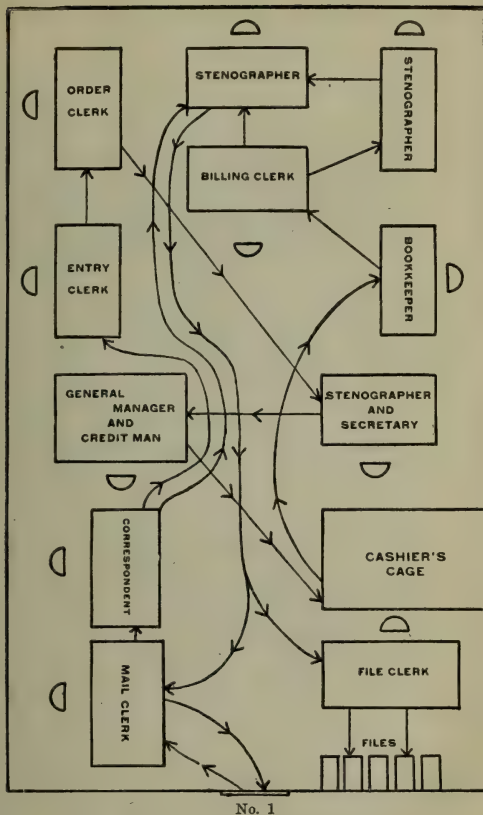 ORDER
CLERK
STENOGRAPHER
STENOGRAPHER
BILLING CLERK
ENTRY
CLERK
BOOKKEEPER
GENERAL
MANAGER
AND
CREDIT MAN
STENOGRAPHER
AND
SECRETARY
CORRESPONDENT
CASHIER'S
CAGE
MAIL CLERK
FILE CLERK
FILES
No. 1